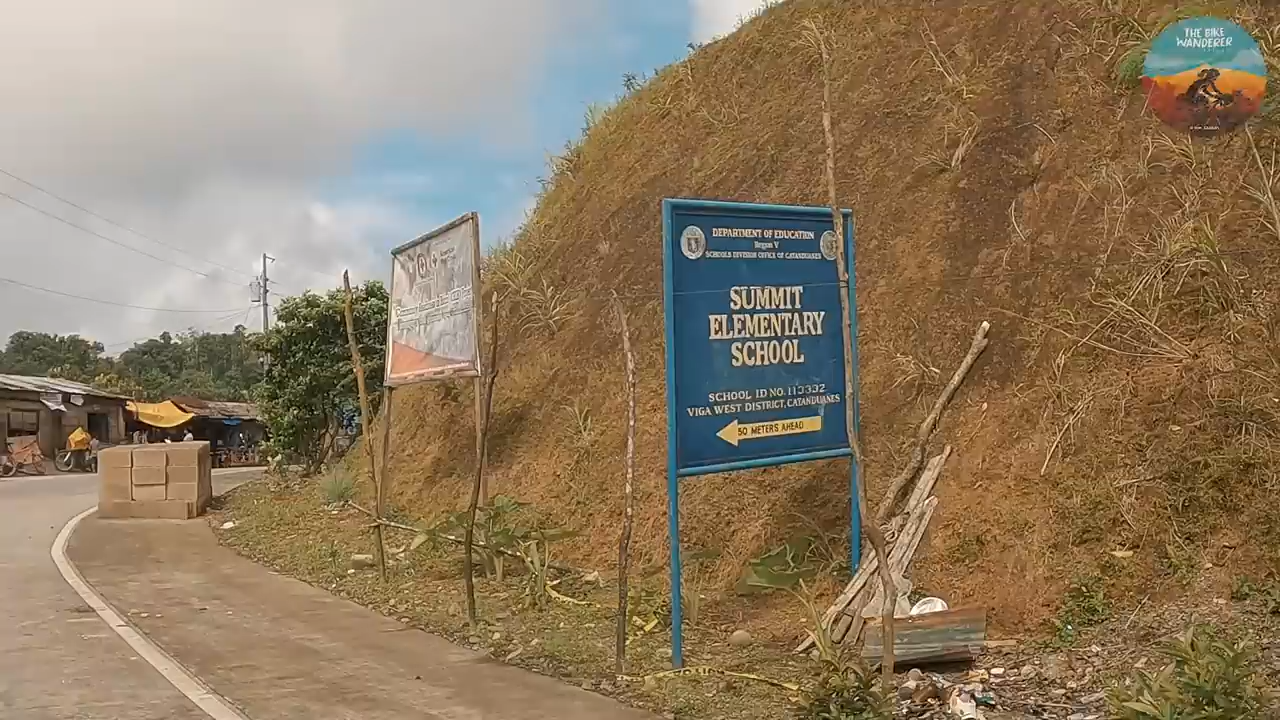 THE BIKE
WANDERER
DEPARTMENT OF EDUCATION
Region V
SCHOOLS DIVISION OFFICE OF CATANDUANES
SUMMIT
ELEMENTARY
SCHOOL
SCHOOL ID NO. 113332
VIGA WEST DISTRICT, CATANDUANES
50 METERS AHEAD